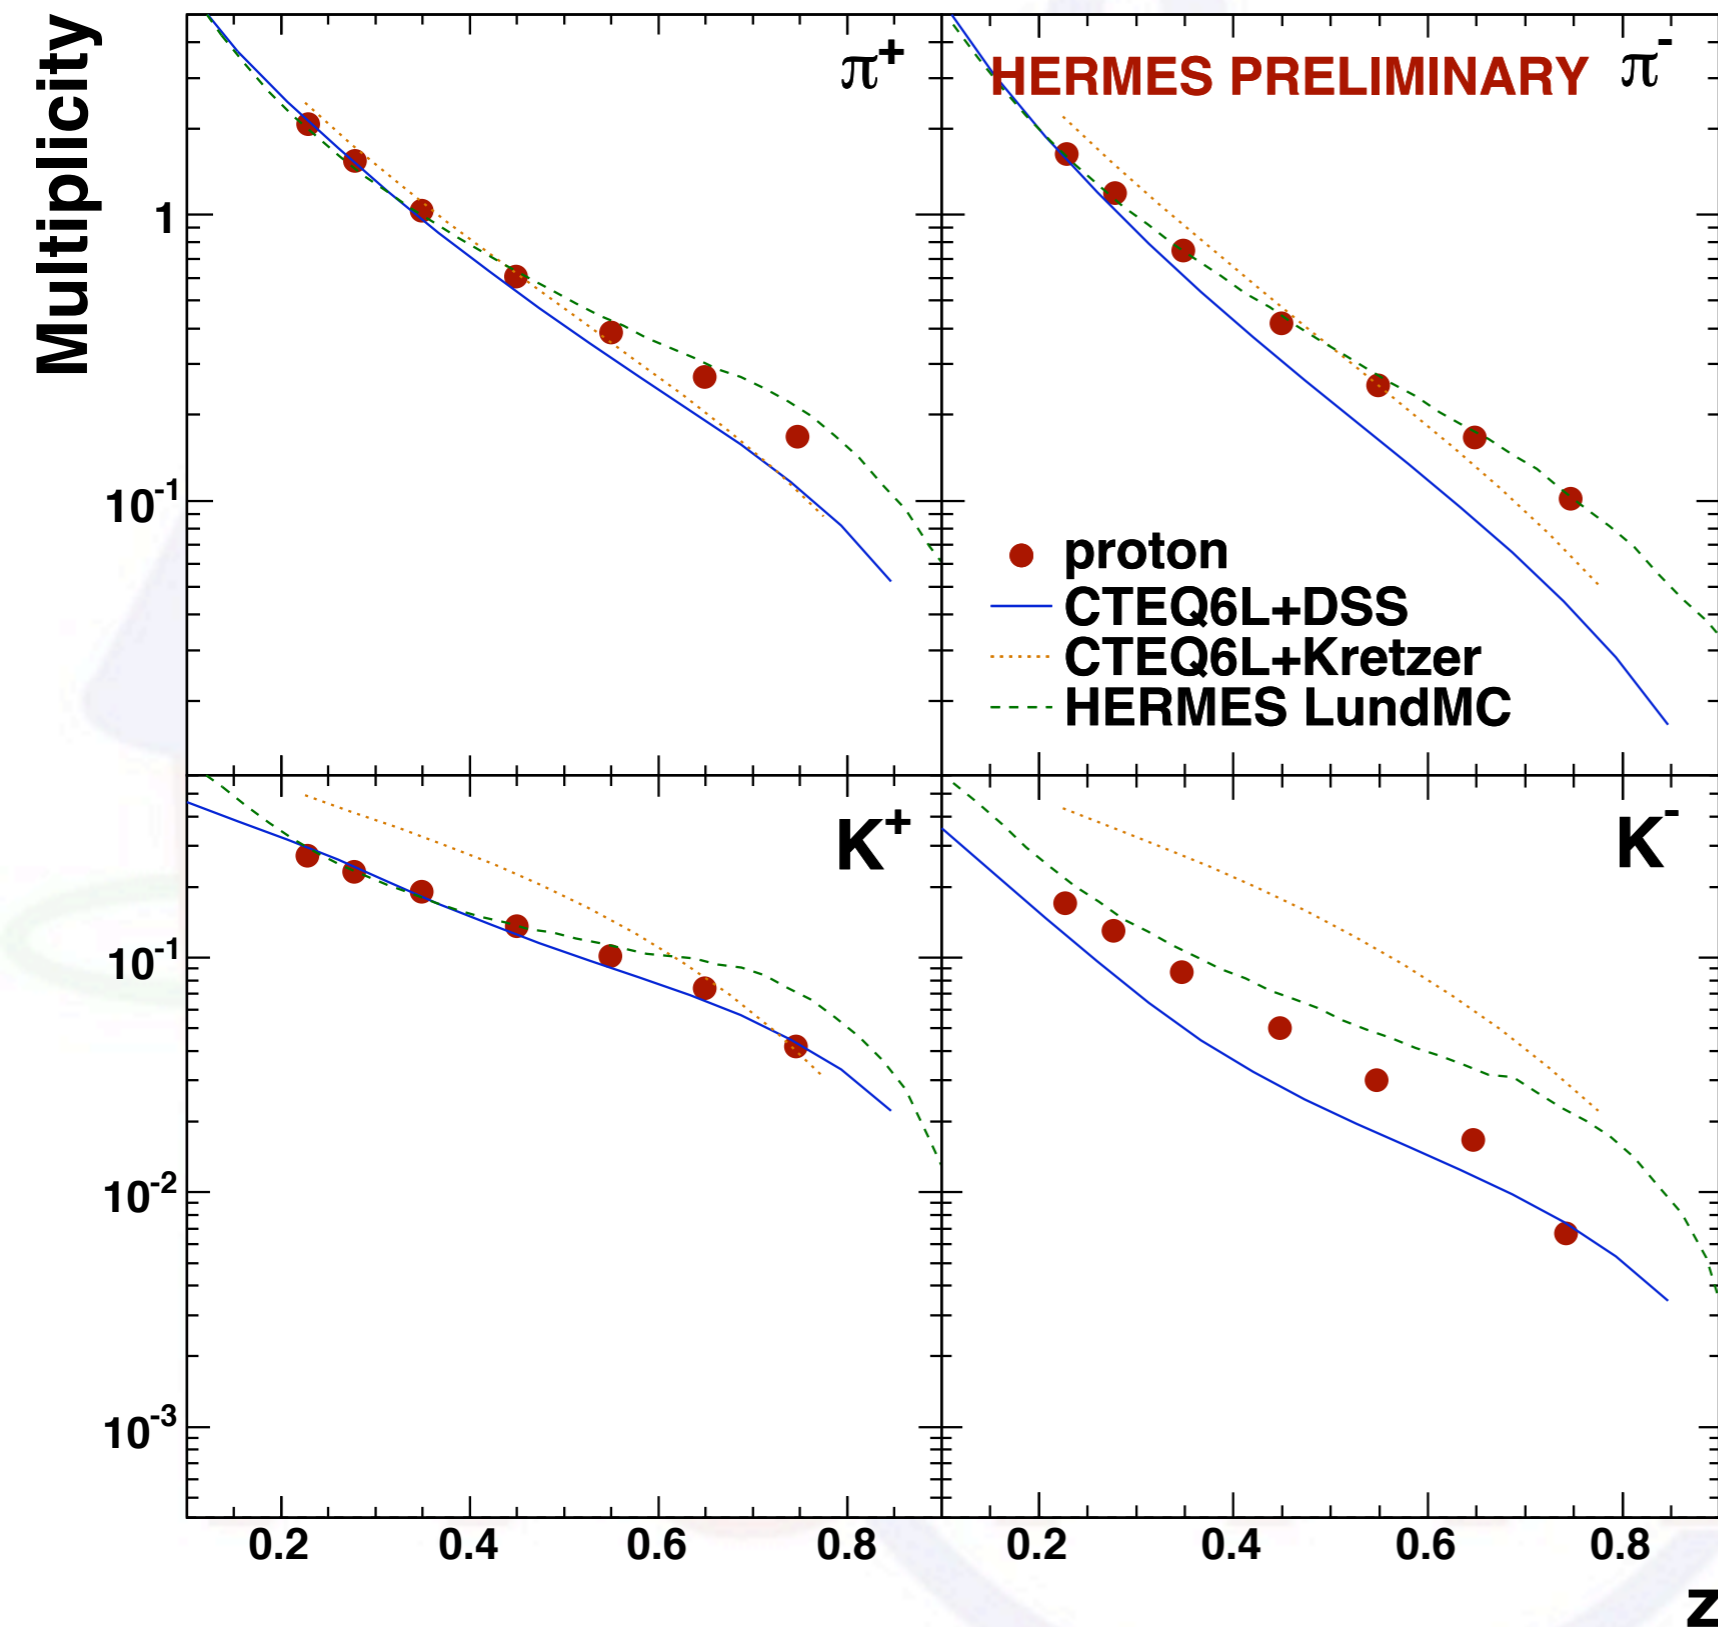 Multiplicity
π+
HERMES PRELIMINARY
π-
1
10-1
proton
CTEQ6L+DSS
CTEQ6L+Kretzer
HERMES LundMC
K+
K-
10-1
10-2
10-3
0.2 0.4 0.6 0.8 0.2 0.4 0.6 0.8
z